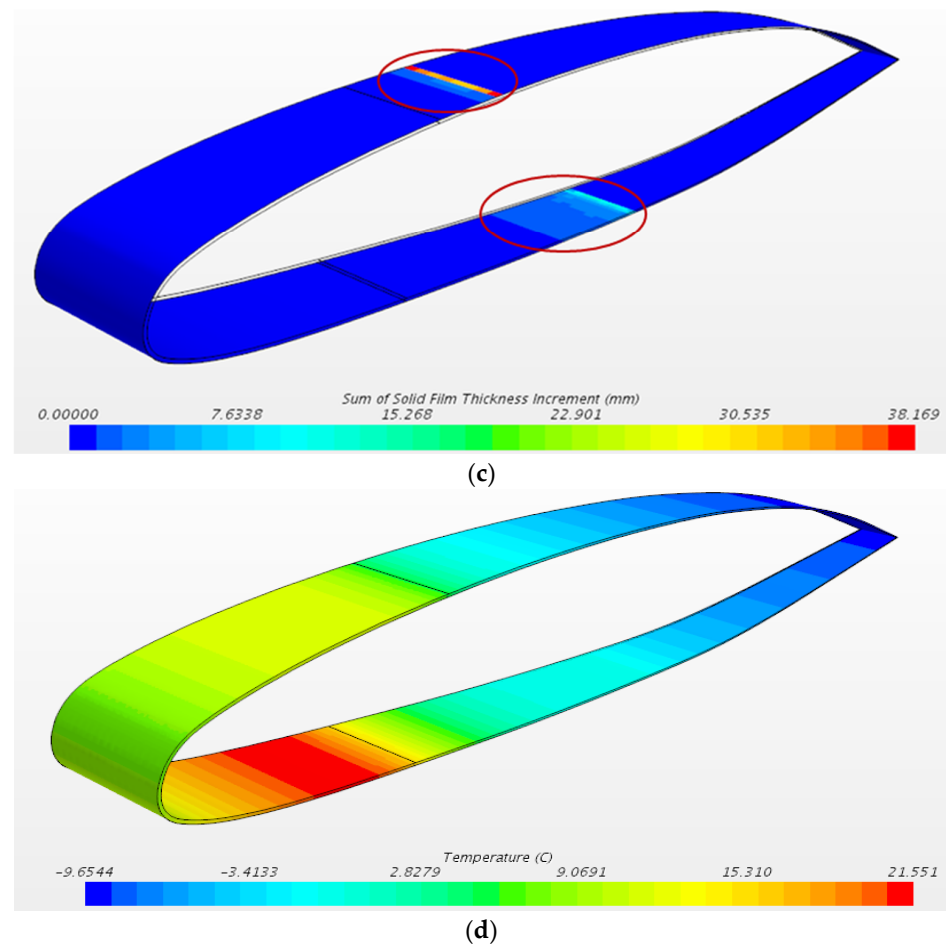 Sum of Solid Film Thickness Increment (mm)
0.00000 7.6338 15.268 22.901 30.535 38.169
(c)
Temperature (C)
-9.6544 -3.4133 2.8279 9.0691 15.310 21.551
(d)